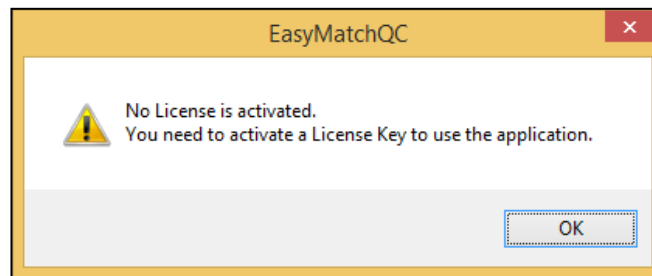 EasyMatchQC
No License is activated.
You need to activate a License Key to use the application.
OK